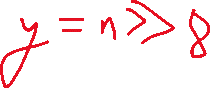 y = n >> 8